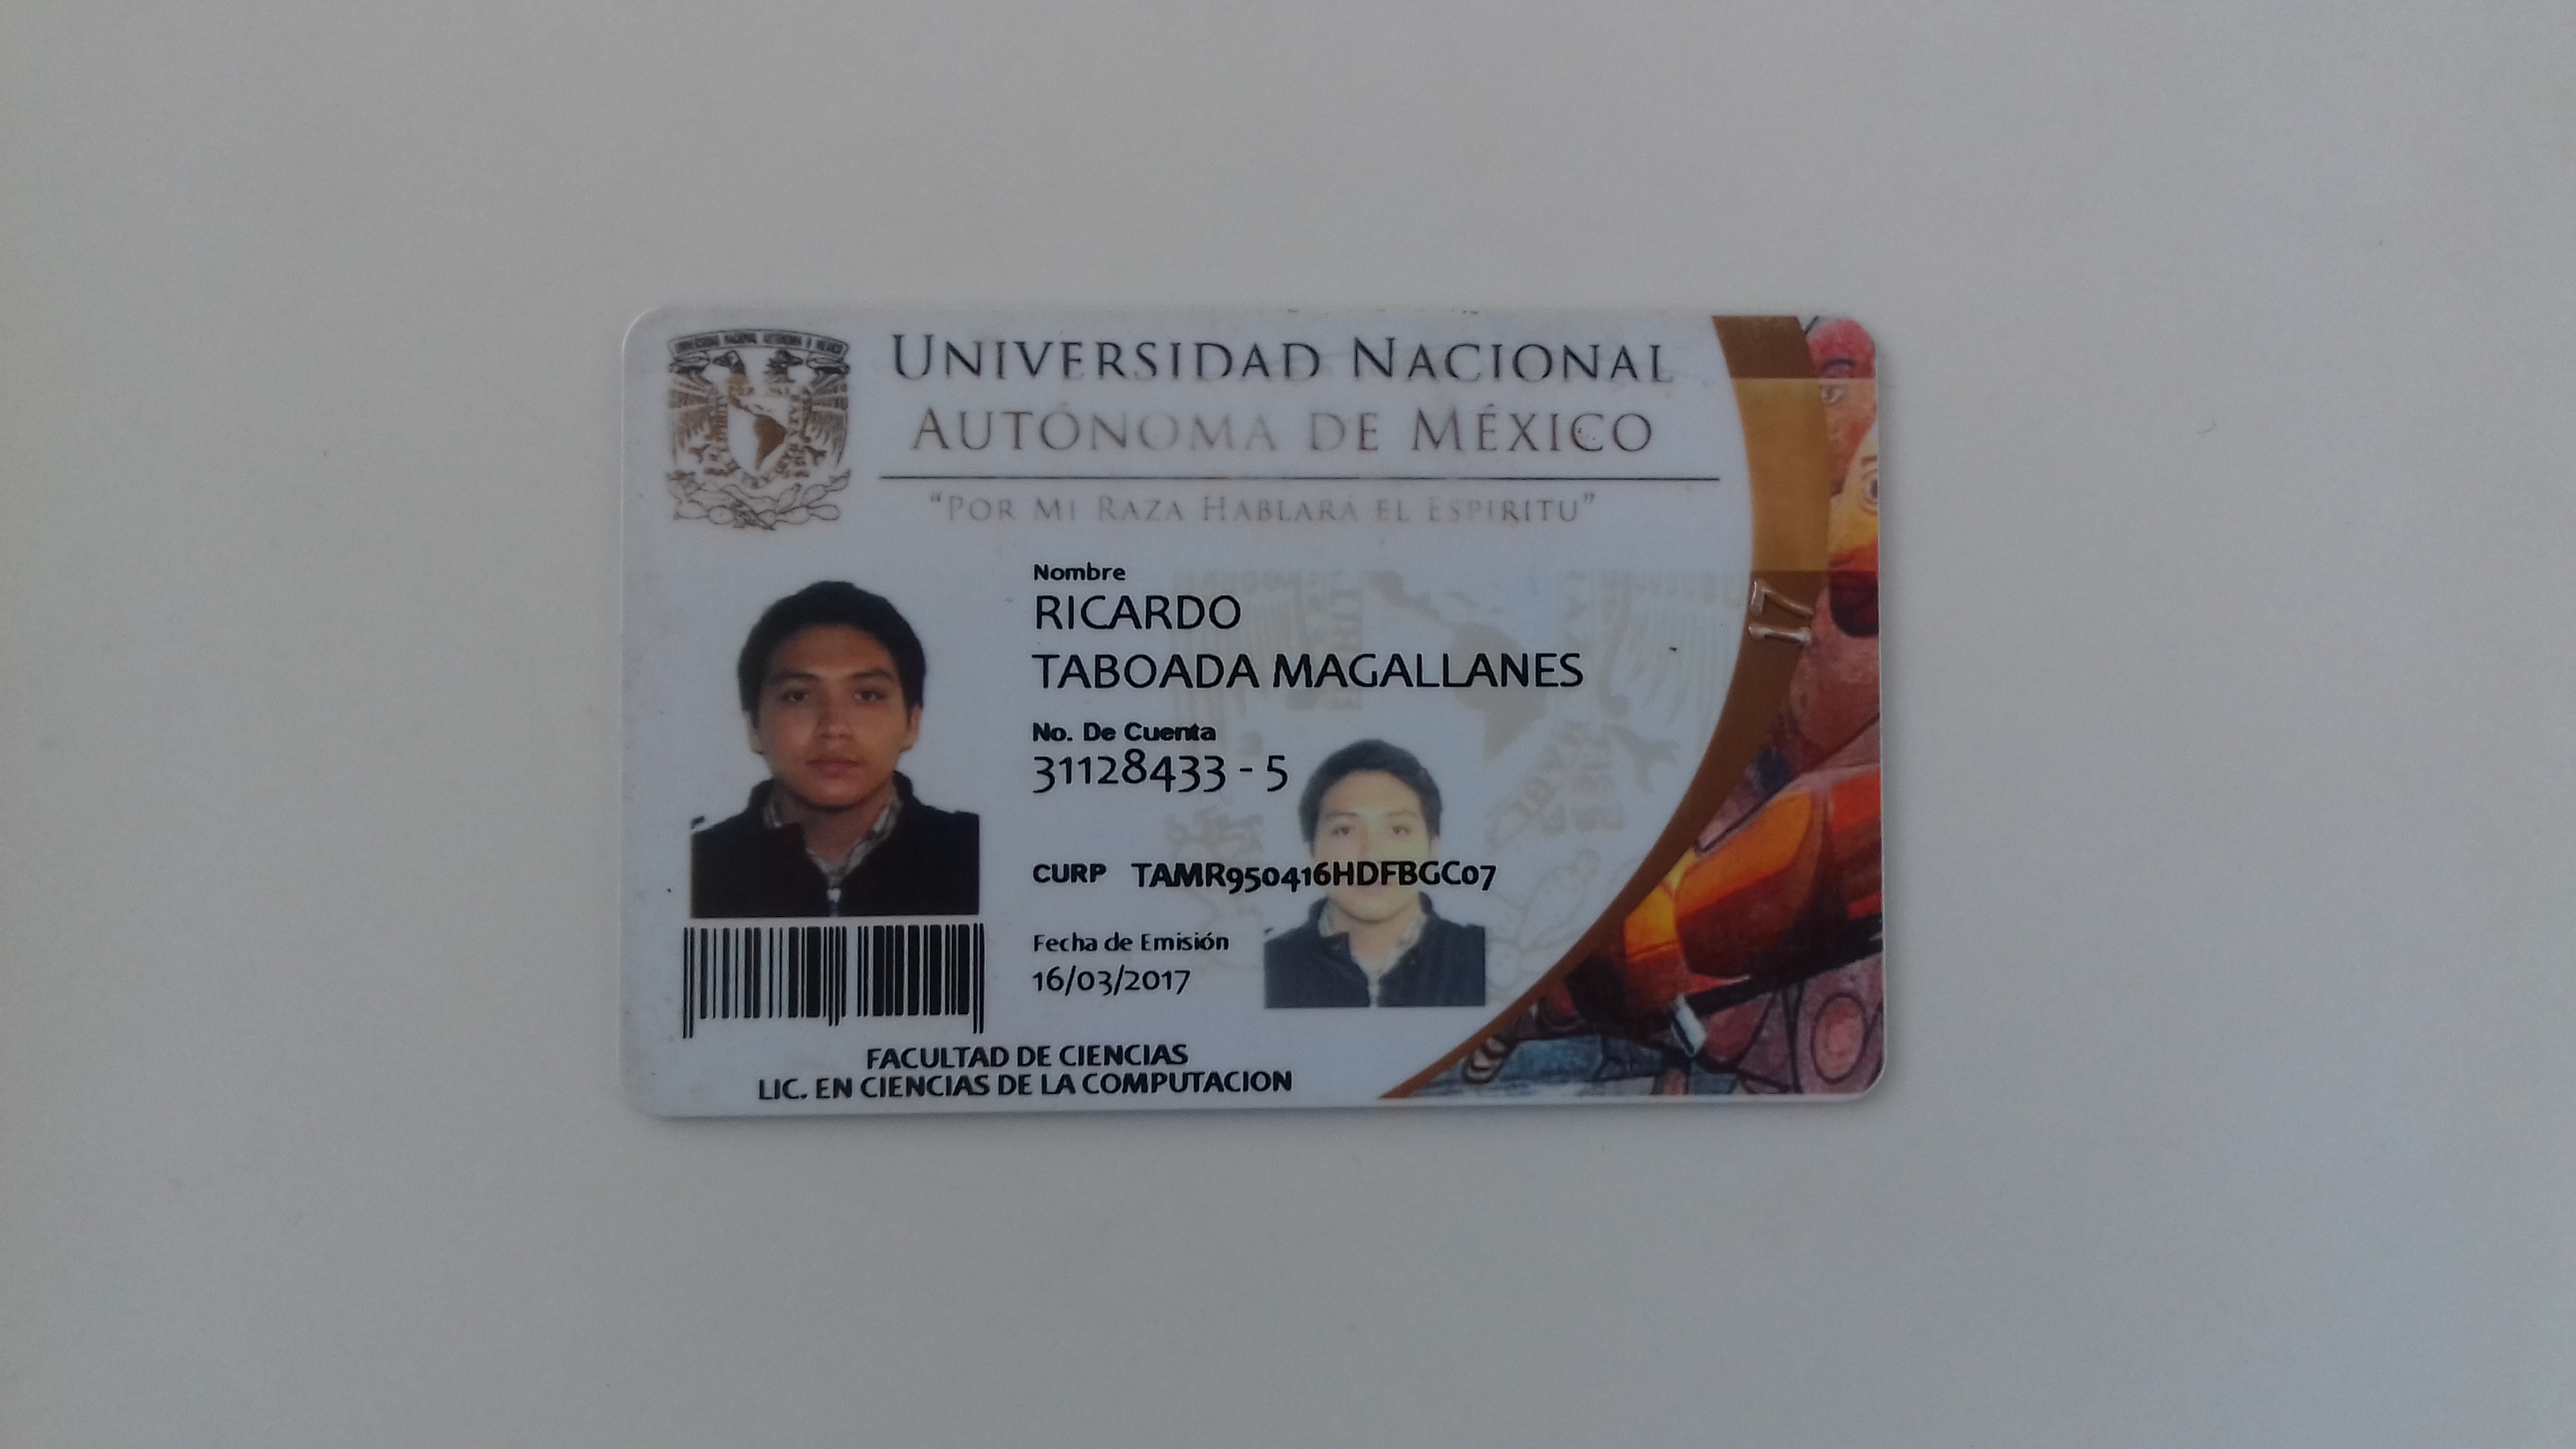 UNIVERSIDAD NACIONAL
AUTÓNOMA DE MÉXICO
“POR MI RAZA HABLARÁ EL ESPIRITU”
17
Nombre
RICARDO
TABOADA MAGALLANES
No. De Cuenta
31128433 - 5
CURP TAMR950416HDFBGC07
Fecha de Emisión
16/03/2017
FACULTAD DE CIENCIAS
LIC. EN CIENCIAS DE LA COMPUTACION